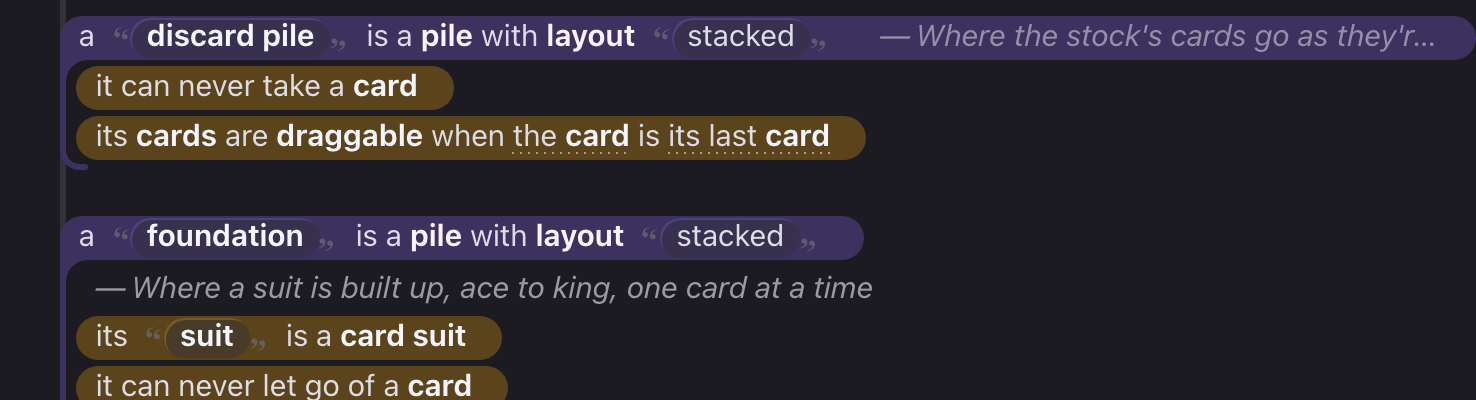 a “discard pile„ is a pile with layout “stacked„ — Where the stock's cards go as they'r...
it can never take a card
its cards are draggable when the card is its last card
a “foundation„ is a pile with layout “stacked„
— Where a suit is built up, ace to king, one card at a time
its “suit„ is a card suit
it can never let go of a card